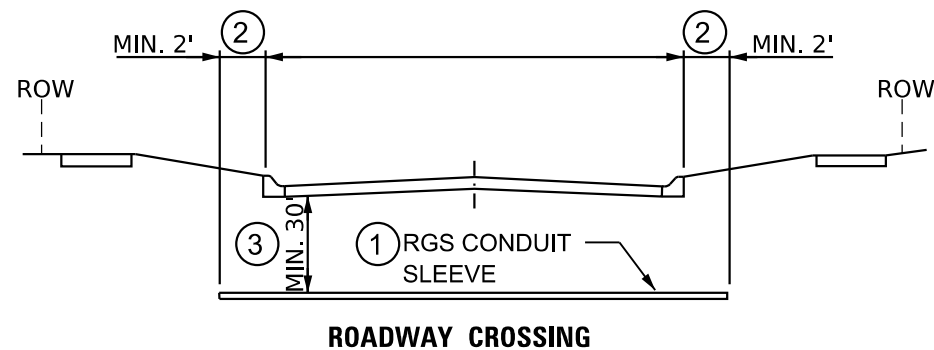 2 2
MIN. 2' MIN. 2'
ROW ROW
3 MIN. 30'
1 RGS CONDUIT
SLEEVE
ROADWAY CROSSING